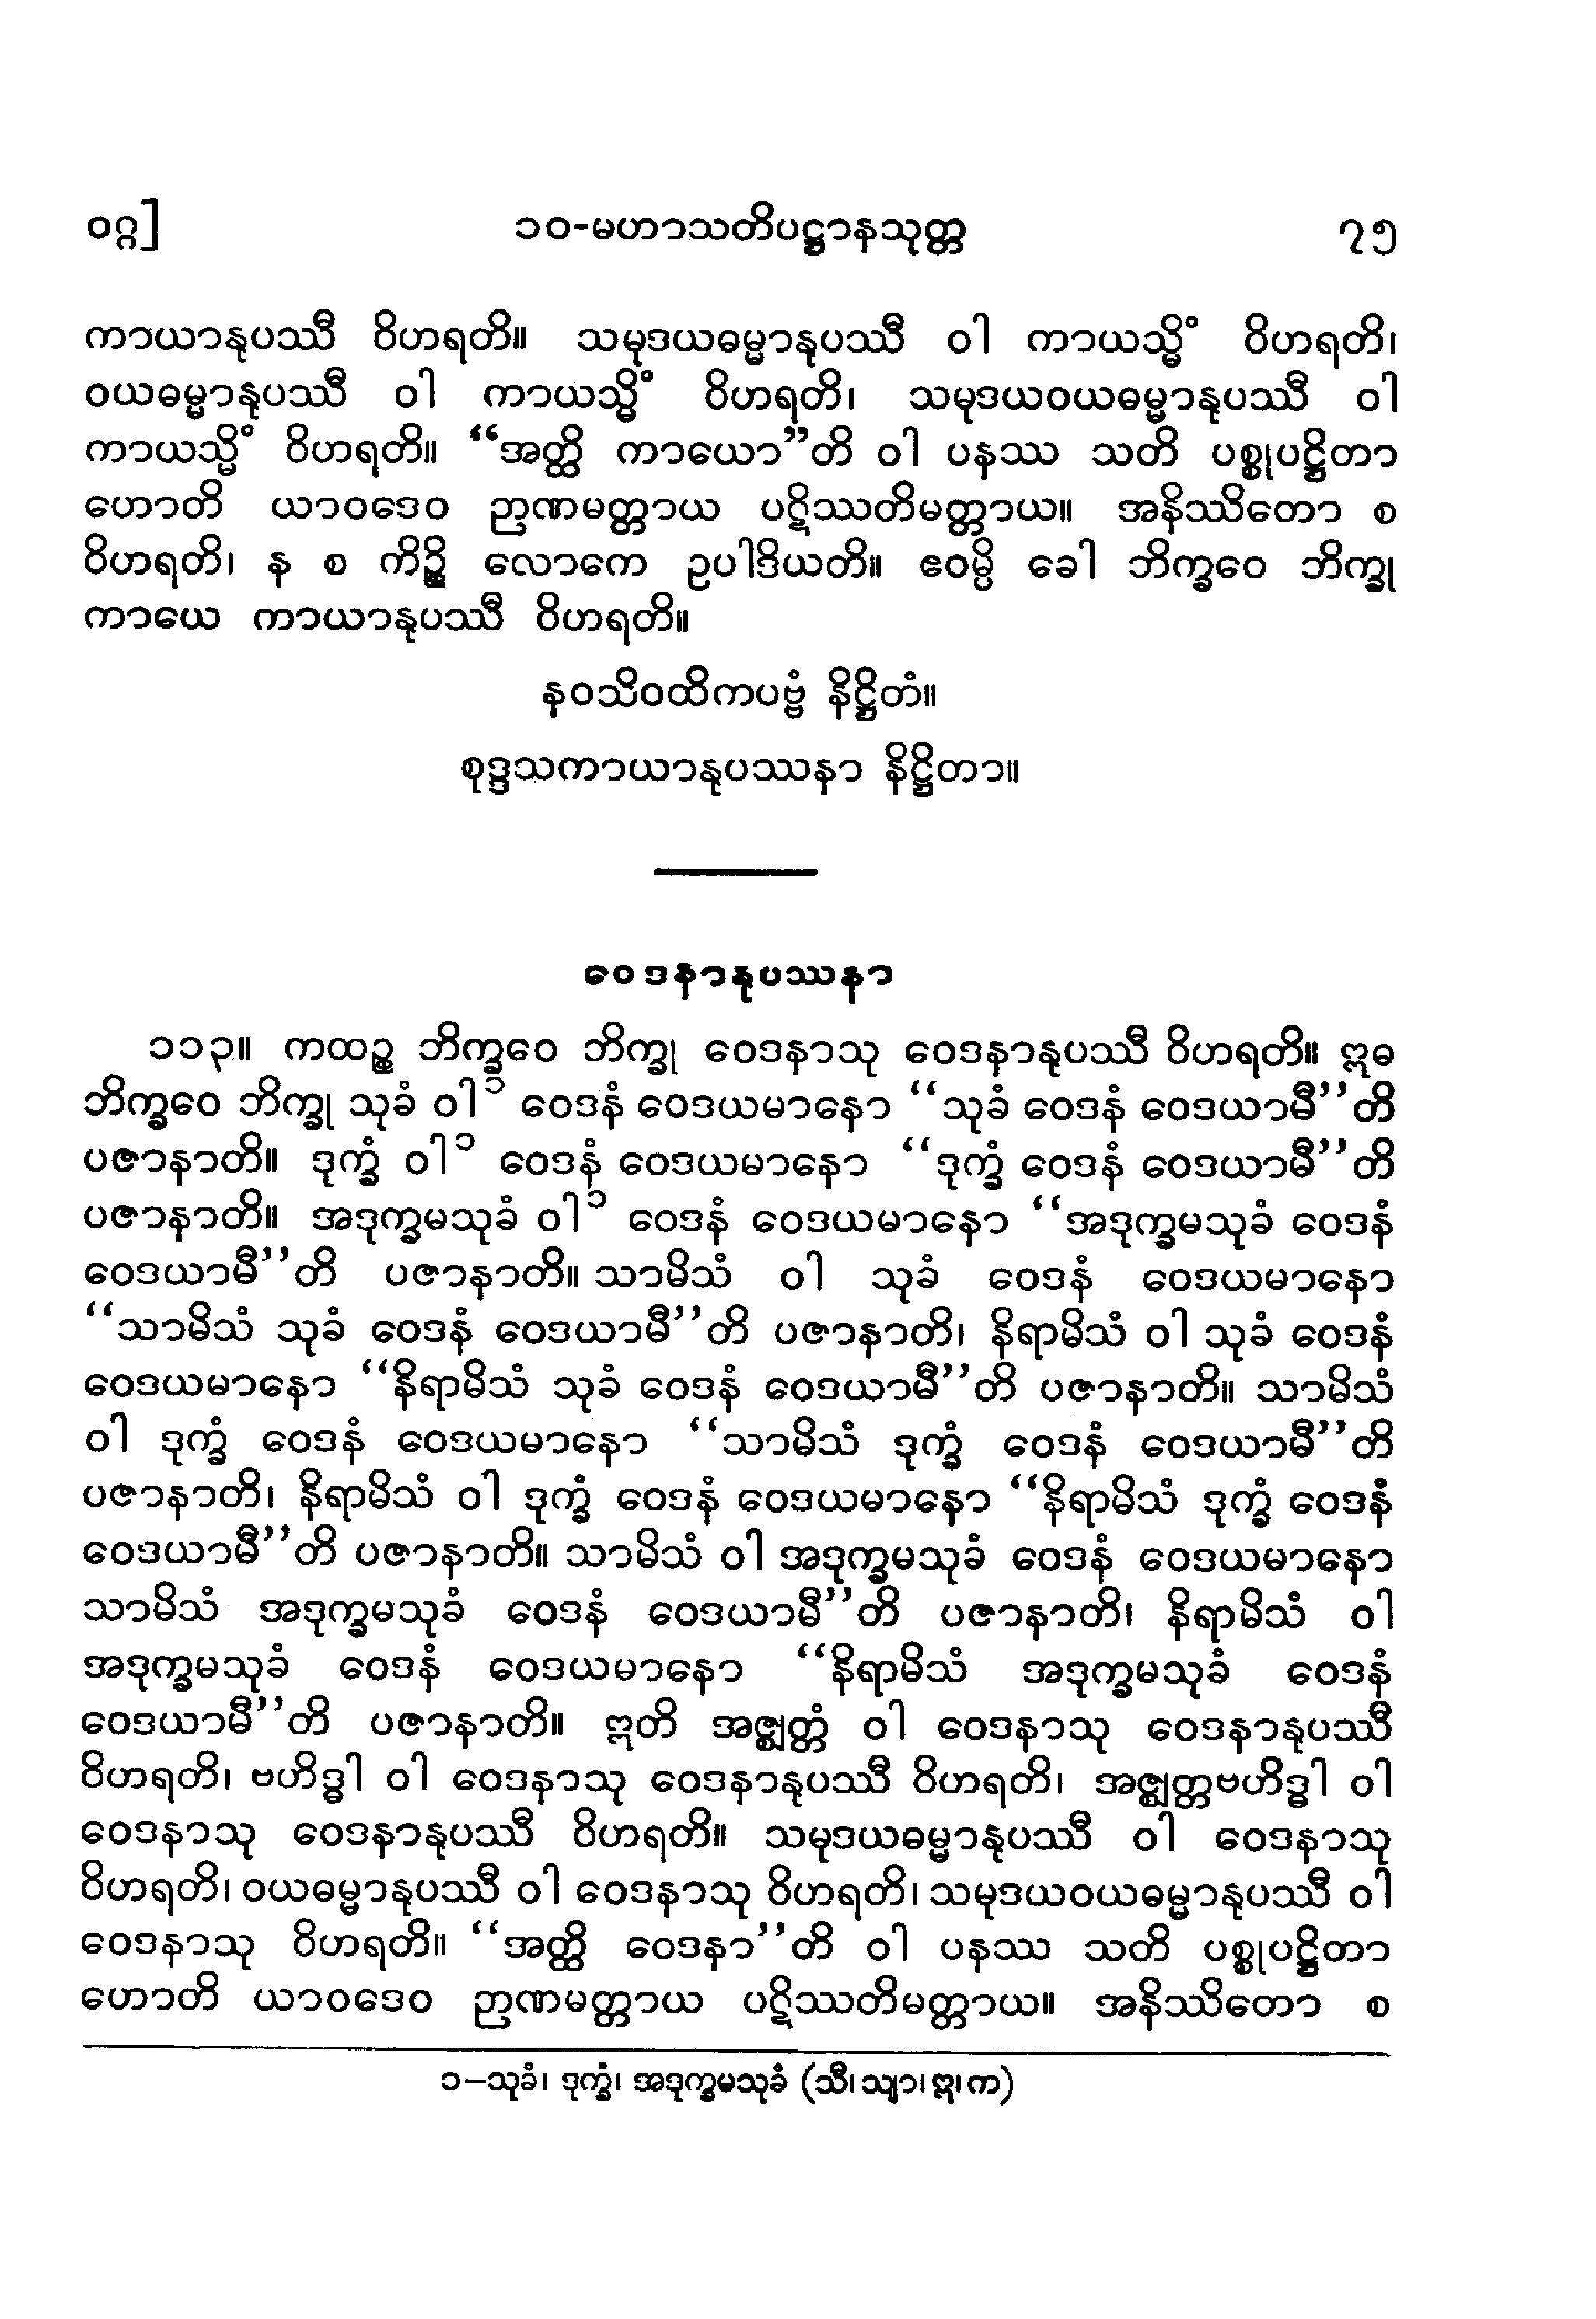 ဝဂ္ဂ] ၁၀-မဟာသတိပဋ္ဌာနသုတ္တ ၇၅
ကာယာနုပဿီ ဝိဟရတိ။ သမုဒယဓမ္မာနုပဿီ ဝါ ကာယသ္မိံ ဝိဟရတိ၊
ဝယဓမ္မာနုပဿီ ဝါ ကာယသ္မိံ ဝိဟရတိ၊ သမုဒယဝယဓမ္မာနုပဿီ ဝါ
ကာယသ္မိံ ဝိဟရတိ။ “အတ္ထိ ကာယော”တိ ဝါ ပနဿ သတိ ပစ္စုပဋ္ဌိတာ
ဟောတိ ယာဝဒေဝ ဉာဏမတ္တာယ ပဋိဿတိမတ္တာယ။ အနိဿိတော စ
ဝိဟရတိ၊ န စ ကိဉ္စိ လောကေ ဥပါဒိယတိ။ ဧဝမ္ပိ ခေါ ဘိက္ခဝေ ဘိက္ခု
ကာယေ ကာယာနုပဿီ ဝိဟရတိ။
နဝသိဝထိကပဗ္ဗံ နိဋ္ဌိတံ။
စုဒ္ဒသကာယာနုပဿနာ နိဋ္ဌိတာ။
ဝေဒနာနုပဿနာ
၁၁၃။ ကထဉ္စ ဘိက္ခဝေ ဘိက္ခု ဝေဒနာသု ဝေဒနာနုပဿီ ဝိဟရတိ။ ဣဓ
ဘိက္ခဝေ ဘိက္ခု သုခံ ဝါ၁ ဝေဒနံ ဝေဒယမာနော “သုခံ ဝေဒနံ ဝေဒယာမီ”တိ
ပဇာနာတိ။ ဒုက္ခံ ဝါ၁ ဝေဒနံ ဝေဒယမာနော “ဒုက္ခံ ဝေဒနံ ဝေဒယာမီ”တိ
ပဇာနာတိ။ အဒုက္ခမသုခံ ဝါ၁ ဝေဒနံ ဝေဒယမာနော “အဒုက္ခမသုခံ ဝေဒနံ
ဝေဒယာမီ”တိ ပဇာနာတိ။ သာမိသံ ဝါ သုခံ ဝေဒနံ ဝေဒယမာနော
“သာမိသံ သုခံ ဝေဒနံ ဝေဒယာမီ”တိ ပဇာနာတိ၊ နိရာမိသံ ဝါ သုခံ ဝေဒနံ
ဝေဒယမာနော “နိရာမိသံ သုခံ ဝေဒနံ ဝေဒယာမီ”တိ ပဇာနာတိ။ သာမိသံ
ဝါ ဒုက္ခံ ဝေဒနံ ဝေဒယမာနော “သာမိသံ ဒုက္ခံ ဝေဒနံ ဝေဒယာမီ”တိ
ပဇာနာတိ၊ နိရာမိသံ ဝါ ဒုက္ခံ ဝေဒနံ ဝေဒယမာနော “နိရာမိသံ ဒုက္ခံ ဝေဒနံ
ဝေဒယာမီ”တိ ပဇာနာတိ။ သာမိသံ ဝါ အဒုက္ခမသုခံ ဝေဒနံ ဝေဒယမာနော
သာမိသံ အဒုက္ခမသုခံ ဝေဒနံ ဝေဒယာမီ”တိ ပဇာနာတိ၊ နိရာမိသံ ဝါ
အဒုက္ခမသုခံ ဝေဒနံ ဝေဒယမာနော “နိရာမိသံ အဒုက္ခမသုခံ ဝေဒနံ
ဝေဒယာမီ”တိ ပဇာနာတိ။ ဣတိ အဇ္ဈတ္တံ ဝါ ဝေဒနာသု ဝေဒနာနုပဿီ
ဝိဟရတိ၊ ဗဟိဒ္ဓါ ဝါ ဝေဒနာသု ဝေဒနာနုပဿီ ဝိဟရတိ၊ အဇ္ဈတ္တဗဟိဒ္ဓါ ဝါ
ဝေဒနာသု ဝေဒနာနုပဿီ ဝိဟရတိ။ သမုဒယဓမ္မာနုပဿီ ဝါ ဝေဒနာသု
ဝိဟရတိ၊ ဝယဓမ္မာနုပဿီ ဝါ ဝေဒနာသု ဝိဟရတိ၊ သမုဒယဝယဓမ္မာနုပဿီ ဝါ
ဝေဒနာသု ဝိဟရတိ။ “အတ္ထိ ဝေဒနာ”တိ ဝါ ပနဿ သတိ ပစ္စုပဋ္ဌိတာ
ဟောတိ ယာဝဒေဝ ဉာဏမတ္တာယ ပဋိဿတိမတ္တာယ။ အနိဿိတော စ
၁−သုခံ၊ ဒုက္ခံ၊ အဒုက္ခမသုခံ (သီ၊ သျာ၊ ဣ၊ က)